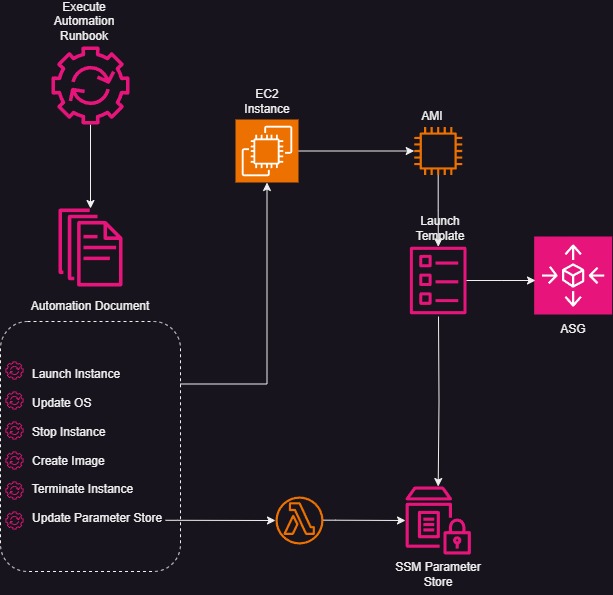 Execute
Automation
Runbook
EC2
Instance
AMI
Launch
Template
ASG
Automation Document
Launch Instance
Update OS
Stop Instance
Create Image
Terminate Instance
Update Parameter Store
SSM Parameter
Store